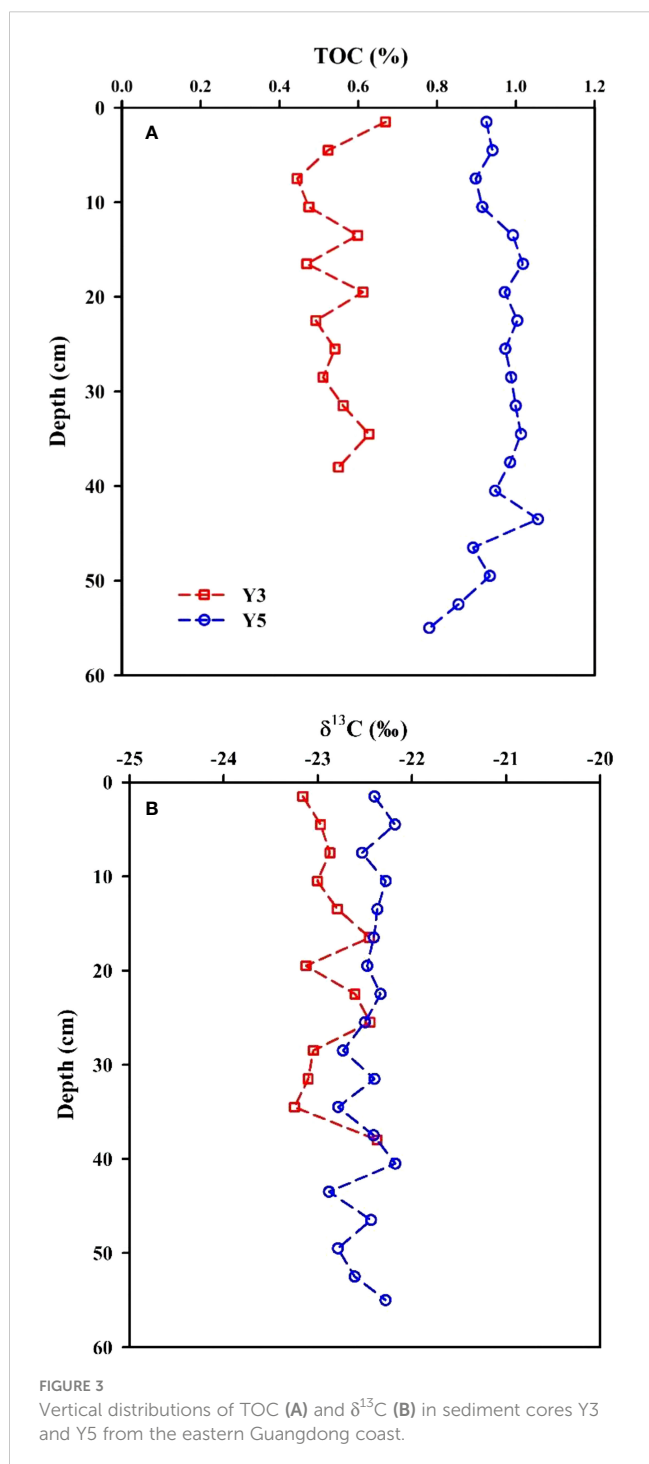 TOC (%)
0.0 0.2 0.4 0.6 0.8 1.0 1.2
0
10
20
30
40
50
60
Depth (cm)
A
Y3
Y5
δ¹³C (‰)
-25 -24 -23 -22 -21 -20
0
10
20
30
40
50
60
Depth (cm)
B
FIGURE 3
Vertical distributions of TOC (A) and δ¹³C (B) in sediment cores Y3
and Y5 from the eastern Guangdong coast.